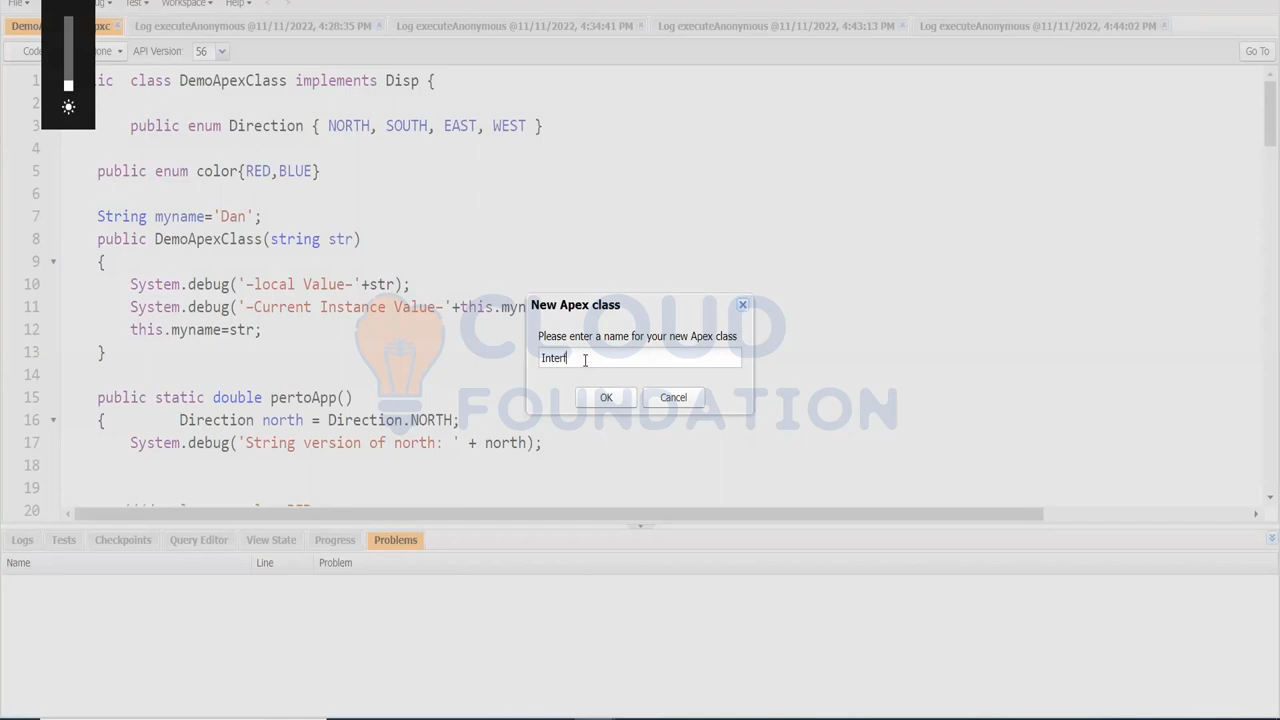 File Debug Test Workspace Help < >
DemoApexClass.apxc Log executeAnonymous @11/11/2022, 4:28:35 PM Log executeAnonymous @11/11/2022, 4:34:41 PM Log executeAnonymous @11/11/2022, 4:43:13 PM Log executeAnonymous @11/11/2022, 4:44:02 PM
API Version: 56 Go To
1 class DemoApexClass implements Disp {
2
3 public enum Direction { NORTH, SOUTH, EAST, WEST }
4
5 public enum color{RED,BLUE}
6
7 String myname='Dan';
8 public DemoApexClass(string str)
9 {
10 System.debug('-local Value-'+str);
11 System.debug('-Current Instance Value-'+this.myn
12 this.myname=str;
13 }
14
15 public static double pertoApp()
16 { Direction north = Direction.NORTH;
17 System.debug('String version of north: ' + north);
18
19
20
New Apex class
Please enter a name for your new Apex class
Interf
OK Cancel
CLOUD
FOUNDATION
Logs Tests Checkpoints Query Editor View State Progress Problems
Name Line Problem